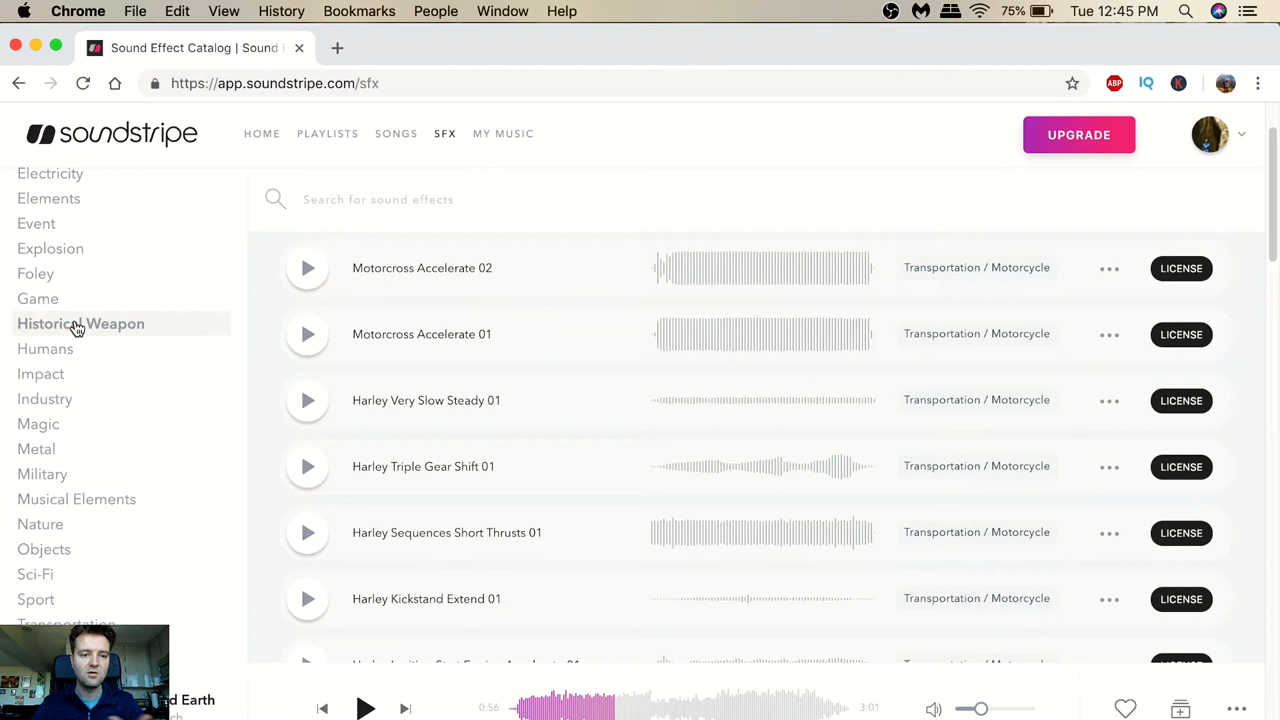 Chrome File Edit View History Bookmarks People Window Help 75% Tue 12:45 PM
Sound Effect Catalog | Sound
https://app.soundstripe.com/sfx ABP IQ K
soundstripe HOME PLAYLISTS SONGS SFX MY MUSIC UPGRADE
Electricity
Elements
Event
Explosion
Foley
Game
Historical Weapon
Humans
Impact
Industry
Magic
Metal
Military
Musical Elements
Nature
Objects
Sci-Fi
Sport
Transportation
Search for sound effects
Motorcross Accelerate 02 Transportation / Motorcycle LICENSE
Motorcross Accelerate 01 Transportation / Motorcycle LICENSE
Harley Very Slow Steady 01 Transportation / Motorcycle LICENSE
Harley Triple Gear Shift 01 Transportation / Motorcycle LICENSE
Harley Sequences Short Thrusts 01 Transportation / Motorcycle LICENSE
Harley Kickstand Extend 01 Transportation / Motorcycle LICENSE
d Earth
0:56 3:01